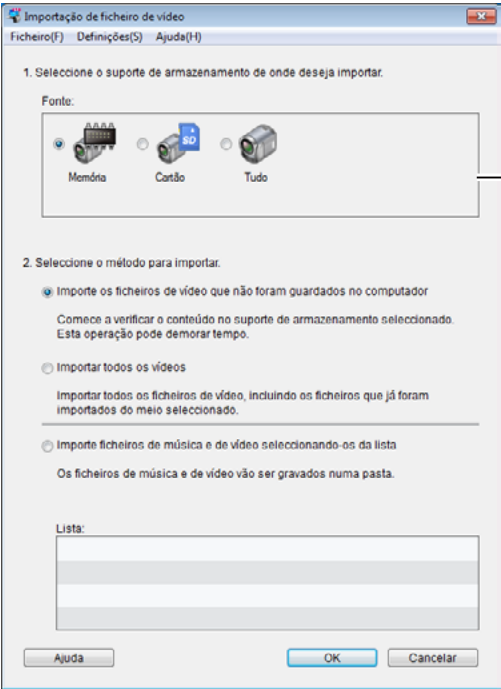 Importação de ficheiro de vídeo
Ficheiro(F) Definições(S) Ajuda(H)
1. Seleccione o suporte de armazenamento de onde deseja importar.
Fonte:
SD
Memória Cartão Tudo
2. Seleccione o método para importar.
Importe os ficheiros de vídeo que não foram guardados no computador
Comece a verificar o conteúdo no suporte de armazenamento seleccionado.
Esta operação pode demorar tempo.
Importar todos os vídeos
Importar todos os ficheiros de vídeo, incluindo os ficheiros que já foram
importados do meio seleccionado.
Importe ficheiros de música e de vídeo seleccionando-os da lista
Os ficheiros de música e de vídeo vão ser gravados numa pasta.
Lista:
Ajuda OK Cancelar